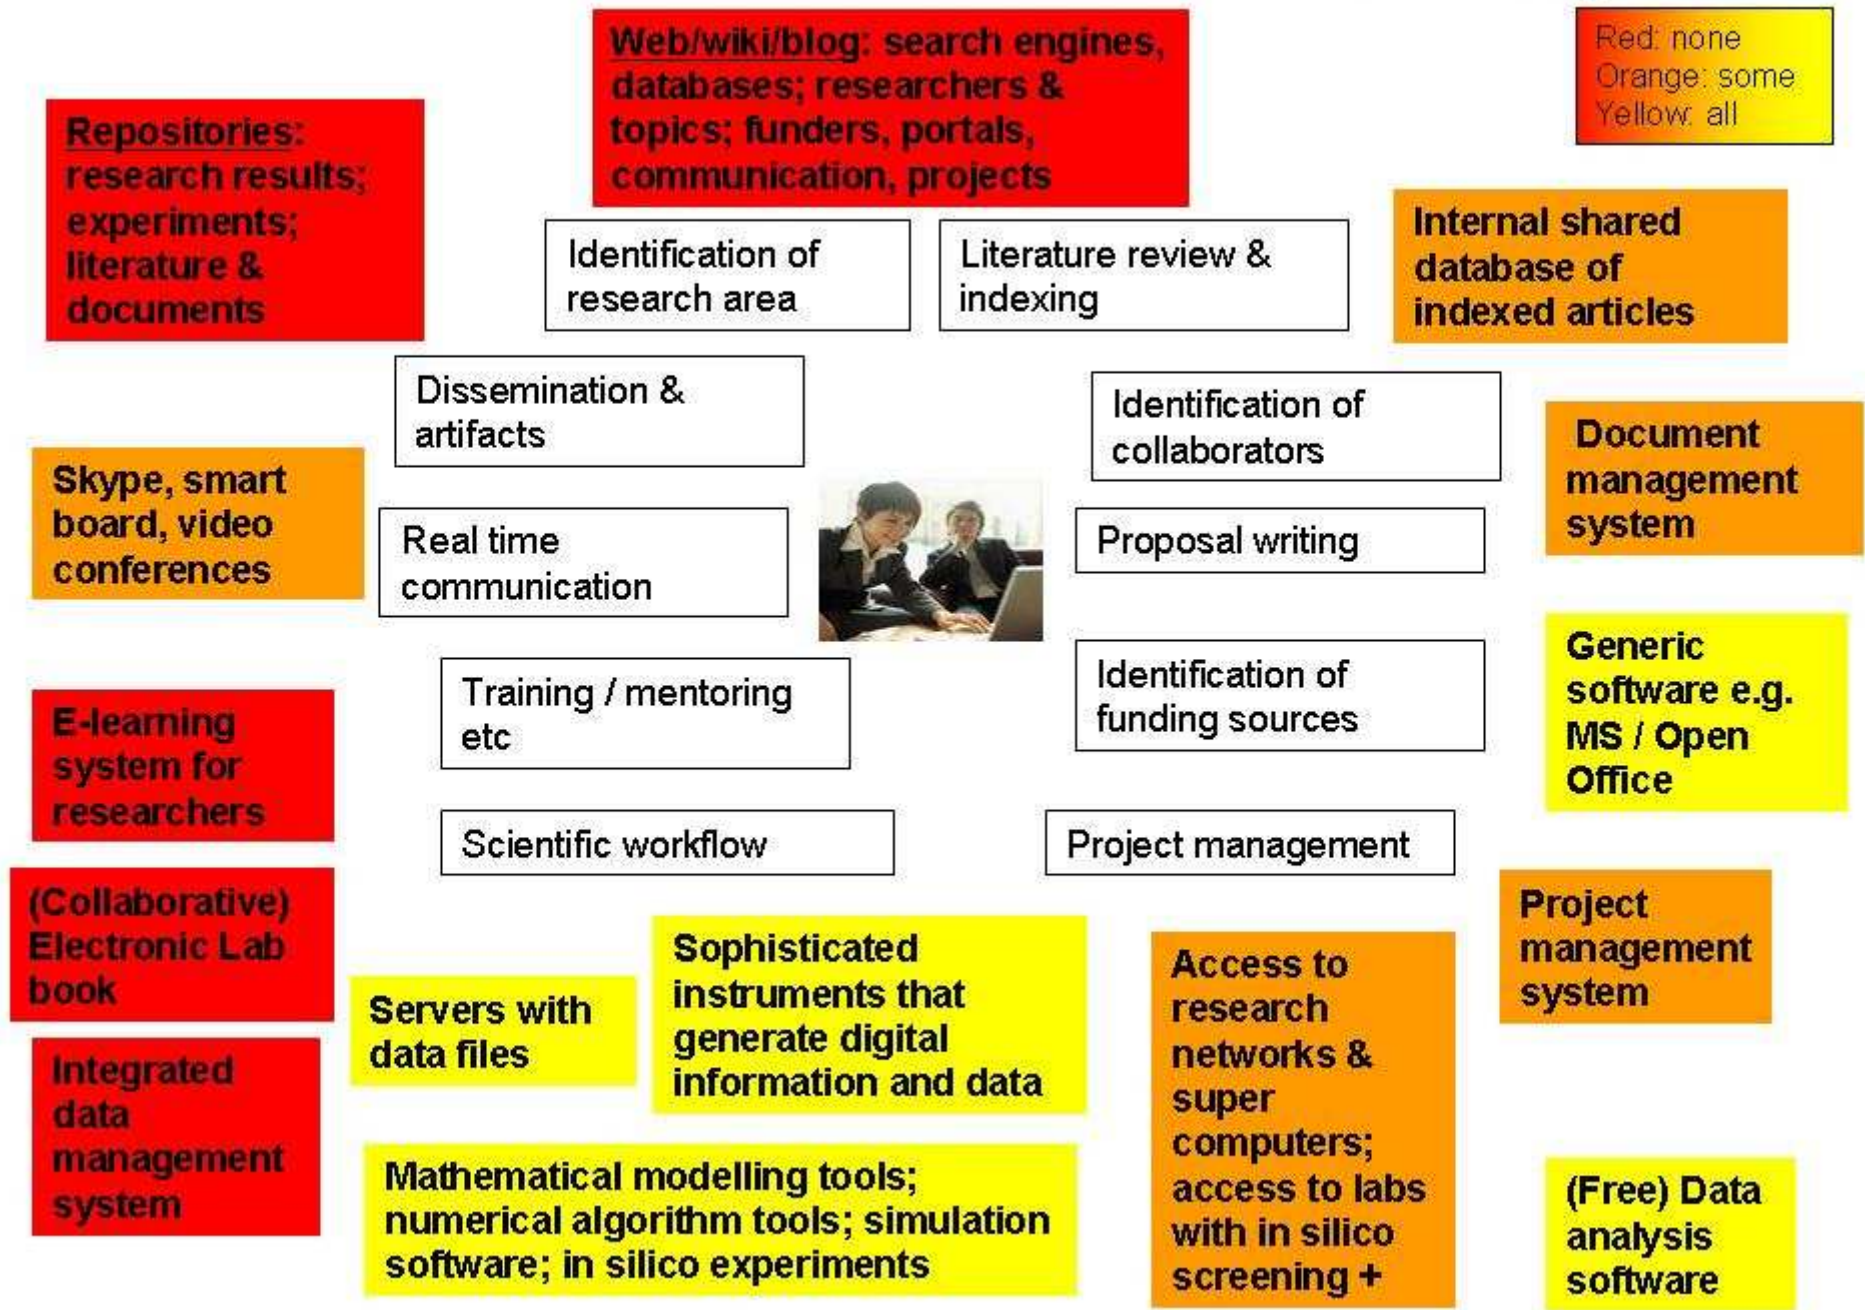 Web/wiki/blog: search engines,
databases; researchers &
topics; funders, portals,
communication, projects
Red: none
Orange: some
Yellow: all
Repositories:
research results;
experiments;
literature &
documents
Identification of
research area
Literature review &
indexing
Internal shared
database of
indexed articles
Dissemination &
artifacts
Identification of
collaborators
Document
management
system
Skype, smart
board, video
conferences
Real time
communication
Proposal writing
Generic
software e.g.
MS / Open
Office
Training / mentoring
etc
Identification of
funding sources
E-learning
system for
researchers
Scientific workflow
Project management
(Collaborative)
Electronic Lab
book
Project
management
system
Servers with
data files
Sophisticated
instruments that
generate digital
information and data
Access to
research
networks &
super
computers;
access to labs
with in silico
screening +
Integrated
data
management
system
Mathematical modelling tools;
numerical algorithm tools; simulation
software; in silico experiments
(Free) Data
analysis
software